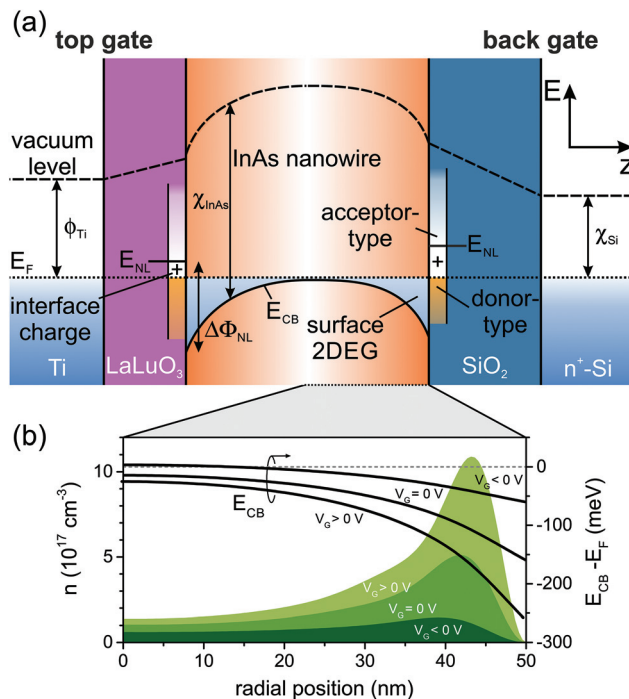 (a)
top gate
back gate
vacuum
level
E
z
InAs nanowire
χInAs
ϕTi
χSi
acceptor-
type
ENL
ENL
EF
+
+
interface
charge
ECB
ΔΦNL
surface
2DEG
donor-
type
Ti
LaLuO3
SiO2
n+-Si
(b)
10
5
0
n (10^17 cm^-3)
ECB
VG < 0 V
VG = 0 V
VG > 0 V
VG > 0 V
VG = 0 V
VG < 0 V
0
-100
-200
-300
ECB -EF (meV)
0
10
20
30
40
50
radial position (nm)